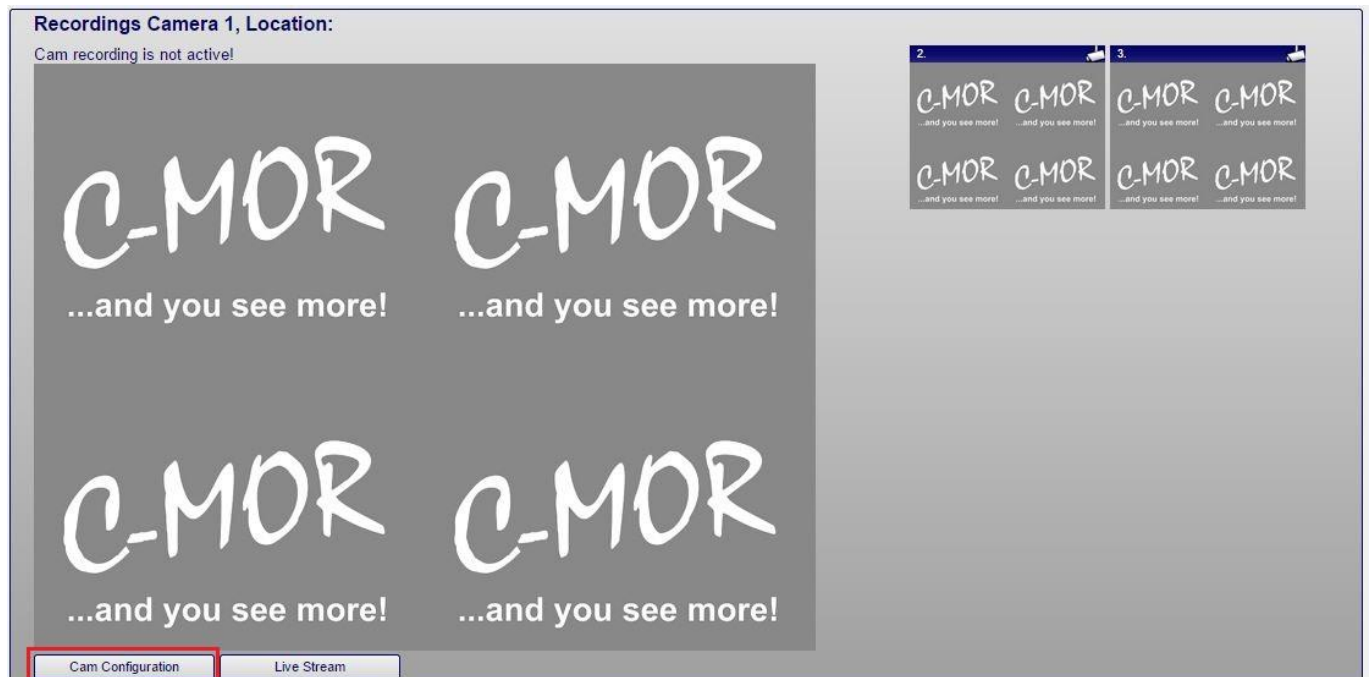 Recordings Camera 1, Location:
Cam recording is not active!
C-MOR C-MOR
...and you see more! ...and you see more!
C-MOR C-MOR
...and you see more! ...and you see more!
Cam Configuration Live Stream
2. 3.
C-MOR C-MOR C-MOR C-MOR
...and you see more! ...and you see more! ...and you see more! ...and you see more!
C-MOR C-MOR C-MOR C-MOR
...and you see more! ...and you see more! ...and you see more! ...and you see more!